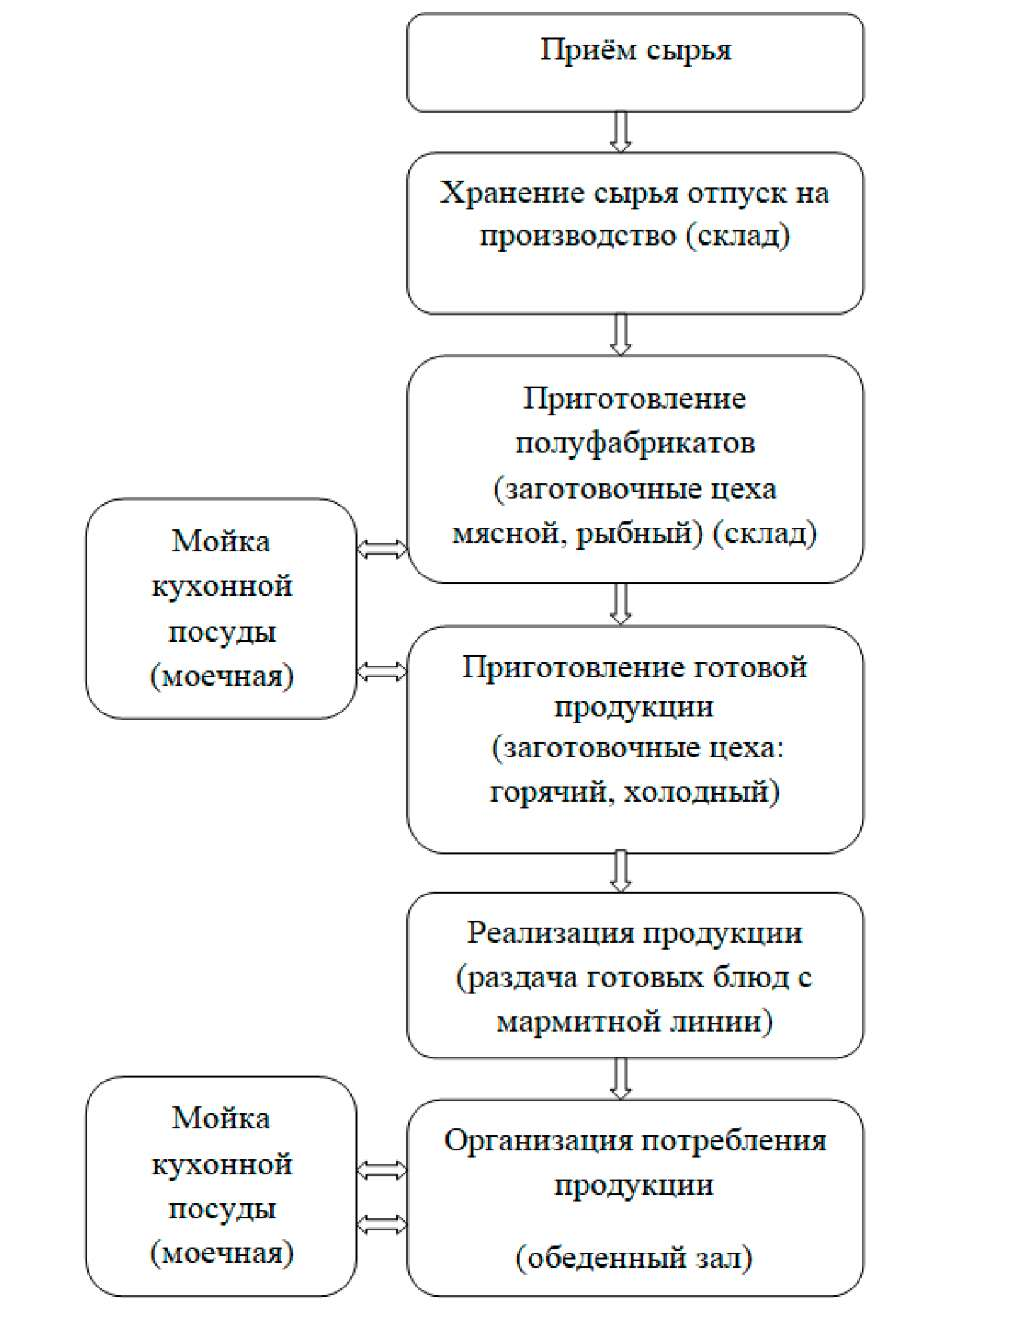 Приём сырья
Хранение сырья отпуск на
производство (склад)
Приготовление
полуфабрикатов
(заготовочные цеха
мясной, рыбный) (склад)
Мойка
кухонной
посуды
(моечная)
Приготовление готовой
продукции
(заготовочные цеха:
горячий, холодный)
Реализация продукции
(раздача готовых блюд с
мармитной линии)
Мойка
кухонной
посуды
(моечная)
Организация потребления
продукции
(обеденный зал)